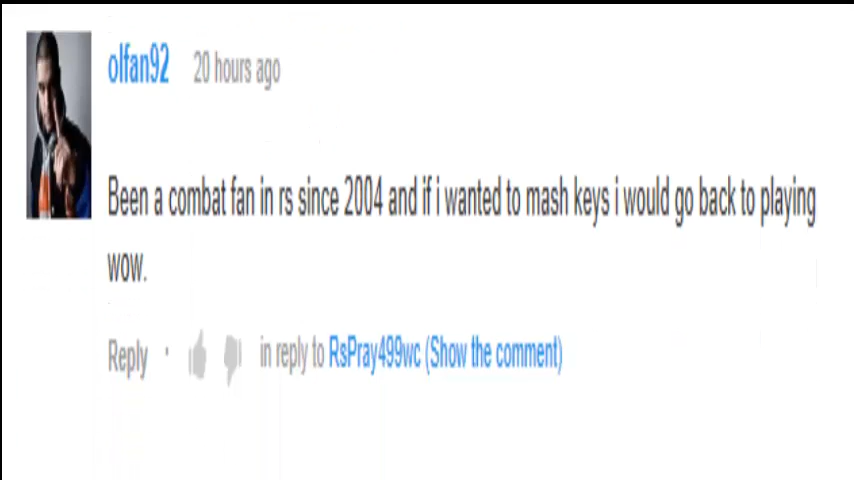 olfan92 20 hours ago
Been a combat fan in rs since 2004 and if i wanted to mash keys i would go back to playing
wow.
Reply · in reply to RsPray499wc (Show the comment)